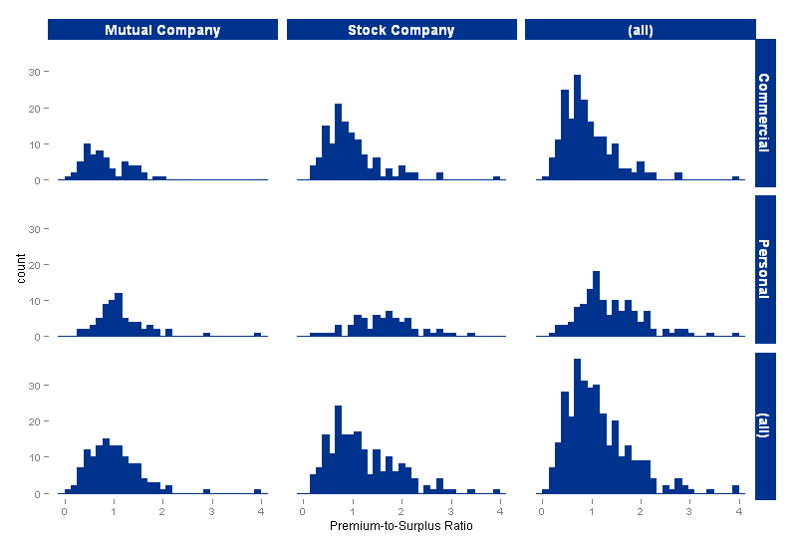 Mutual Company Stock Company (all)
30
20
10
0
Commercial
30
20
10
0
Personal
count
30
20
10
0
(all)
0 1 2 3 4 0 1 2 3 4 0 1 2 3 4
Premium-to-Surplus Ratio